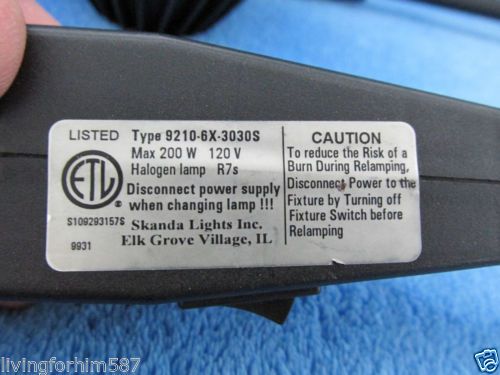 LISTED Type 9210-6X-3030S
Max 200 W 120 V
Halogen lamp R7s
ETL
Disconnect power supply
when changing lamp !!!
S109293157S
Skanda Lights Inc.
9931
Elk Grove Village, IL
CAUTION
To reduce the Risk of a
Burn During Relamping,
Disconnect Power to the
Fixture by Turning off
Fixture Switch before
Relamping
livingforhim587